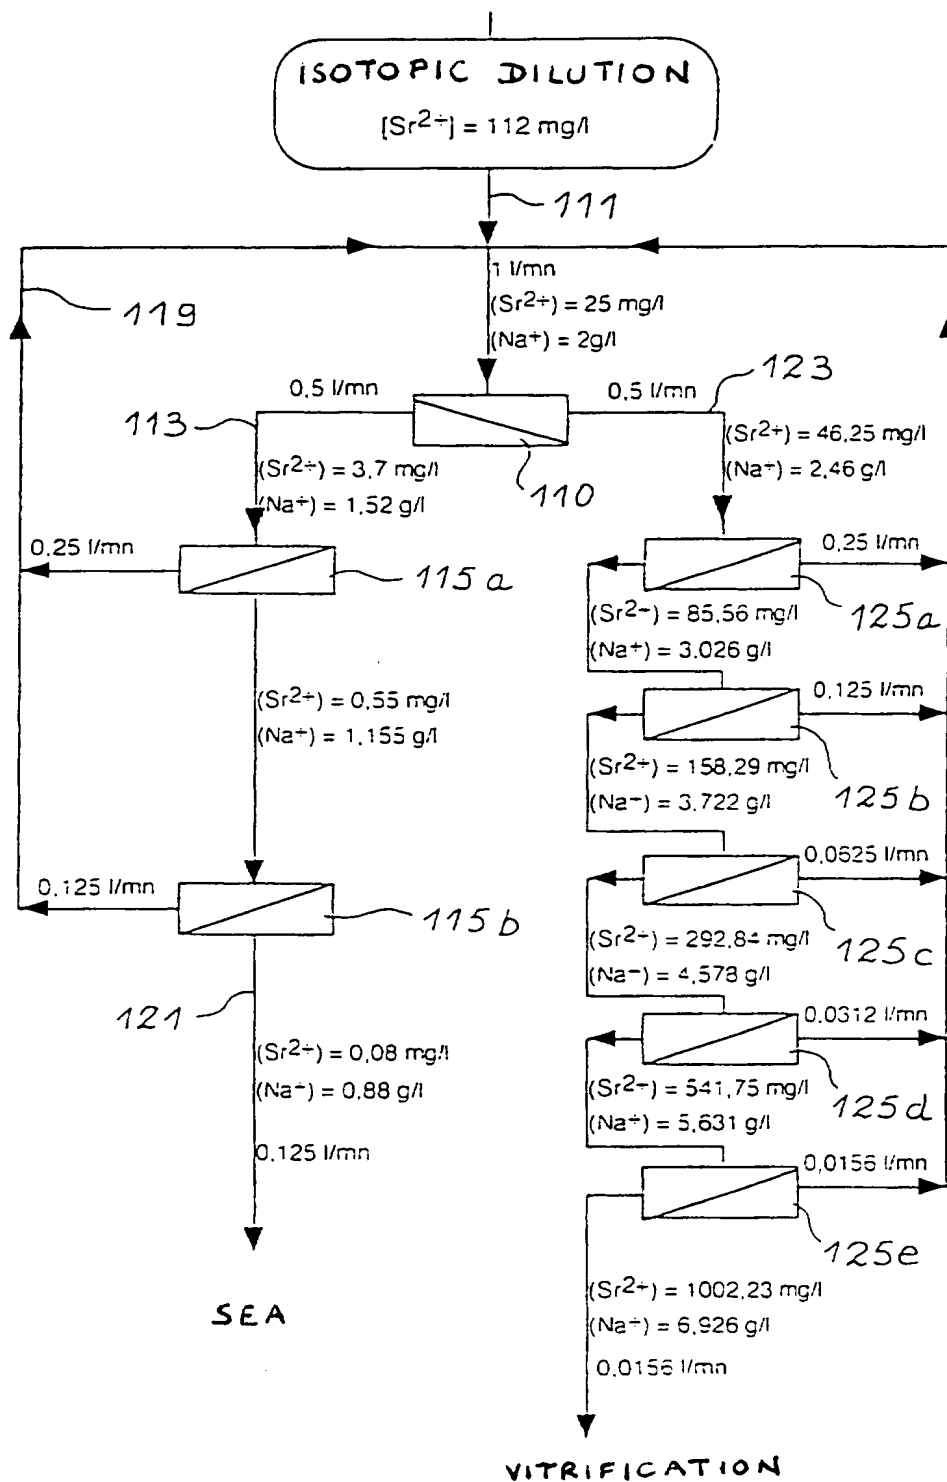 ISOTOPIC DILUTION
[Sr2+] = 112 mg/l
111
1 l/mn
(Sr2+) = 25 mg/l
(Na+) = 2g/l
119
0.5 l/mn
0.5 l/mn
123
113
110
(Sr2+) = 3,7 mg/l
(Na+) = 1,52 g/l
(Sr2+) = 46,25 mg/l
(Na+) = 2,46 g/l
0,25 l/mn
115a
0,25 l/mn
125a
(Sr2-) = 85,56 mg/l
(Na+) = 3,026 g/l
(Sr2+) = 0,55 mg/l
(Na+) = 1,155 g/l
0,125 l/mn
125b
(Sr2+) = 158,29 mg/l
(Na-) = 3,722 g/l
0,0625 l/mn
125c
0,125 l/mn
115b
(Sr2+) = 292,84 mg/l
(Na-) = 4,578 g/l
121
0,0312 l/mn
125d
(Sr2+) = 0,08 mg/l
(Na+) = 0,88 g/l
0,125 l/mn
(Sr2+) = 541,75 mg/l
(Na+) = 5,631 g/l
0,0156 l/mn
125e
SEA
(Sr2+) = 1002,23 mg/l
(Na+) = 6,926 g/l
0,0156 l/mn
VITRIFICATION